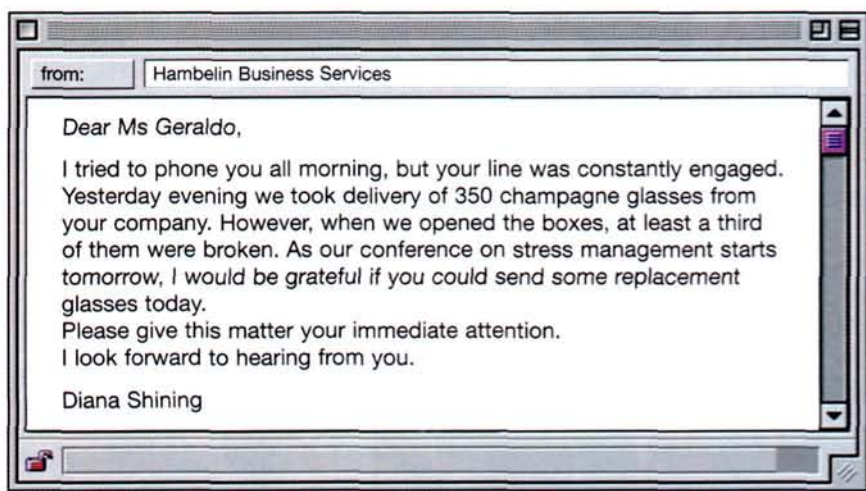 from:
Hambelin Business Services
Dear Ms Geraldo,
I tried to phone you all morning, but your line was constantly engaged.
Yesterday evening we took delivery of 350 champagne glasses from
your company. However, when we opened the boxes, at least a third
of them were broken. As our conference on stress management starts
tomorrow, I would be grateful if you could send some replacement
glasses today.
Please give this matter your immediate attention.
I look forward to hearing from you.
Diana Shining